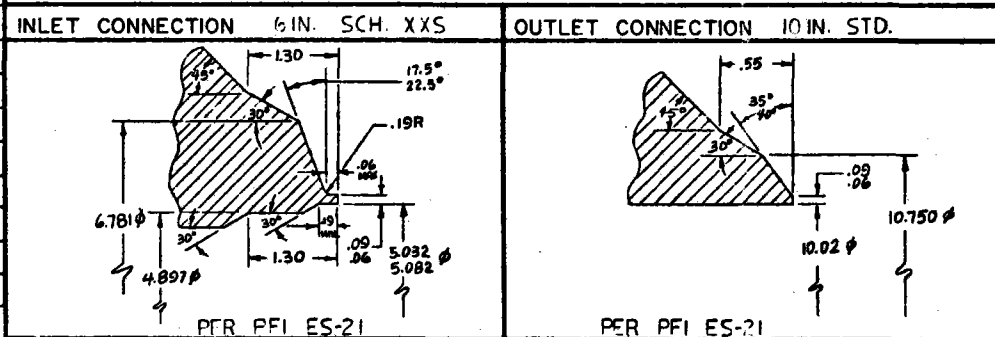 INLET CONNECTION 6 IN. SCH. XXS
1.30
17.5°
22.5°
45°
30°
.19R
.06
MAX
6.781 ø
30°
30°
.19
.09
.06
5.032 ø
5.082
1.30
4.897 ø
PER PFI ES-21
OUTLET CONNECTION 10 IN. STD.
.55
35°
40°
45°
30°
.09
.06
10.750 ø
10.02 ø
PER PFI ES-21